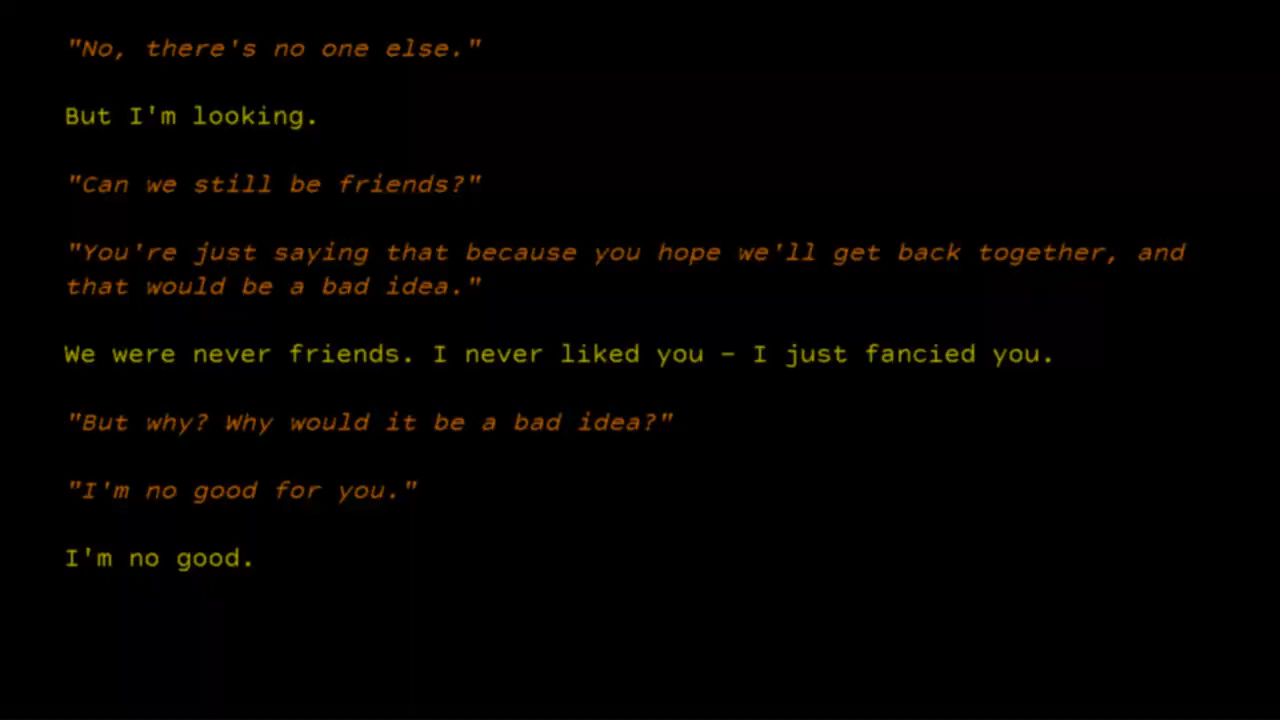 "No, there's no one else."
But I'm looking.
"Can we still be friends?"
"You're just saying that because you hope we'll get back together, and
that would be a bad idea."
We were never friends. I never liked you – I just fancied you.
"But why? Why would it be a bad idea?"
"I'm no good for you."
I'm no good.